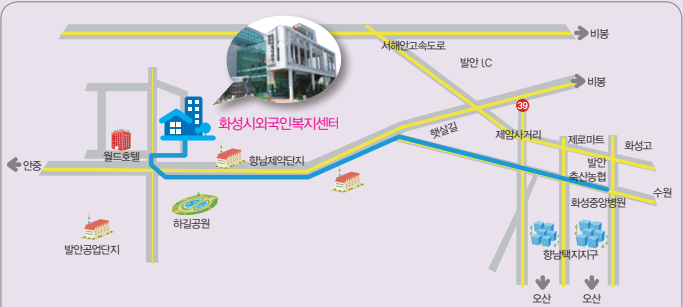 비봉
서해안고속도로
발안 I.C
비봉
39
화성시외국인복지센터
햇살길
제암사거리
제로마트
화성고
월드호텔
향남제약단지
발안
축산농협
안중
수원
화성중앙병원
하길공원
발안공업단지
향남택지지구
오산
오산